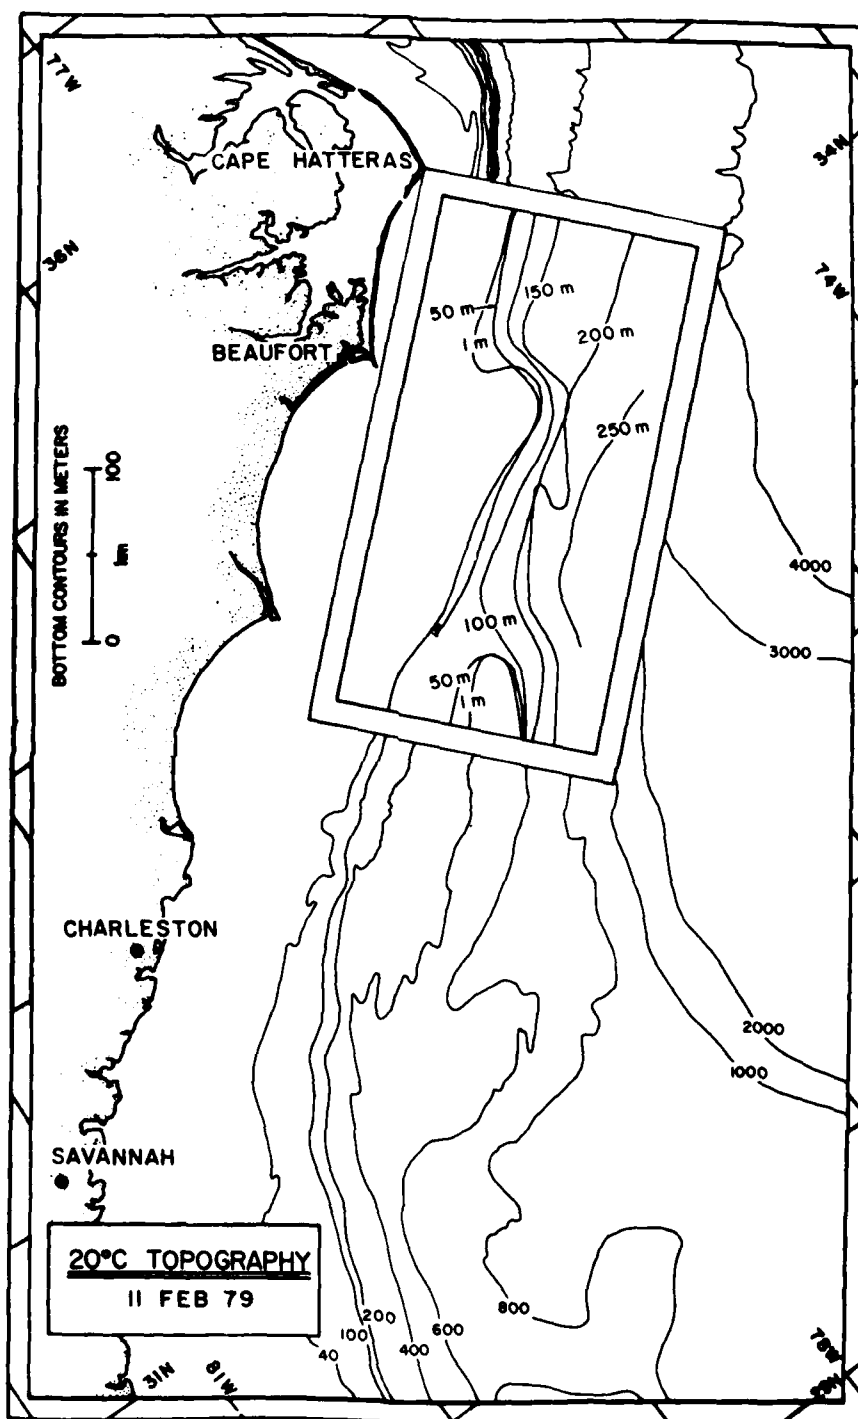 77W
CAPE HATTERAS
34N
36N
74W
50 m
150 m
1 m
200 m
BEAUFORT
250 m
BOTTOM CONTOURS IN METERS
100
km
0
4000
100 m
3000
50 m
1 m
CHARLESTON
2000
1000
SAVANNAH
20°C TOPOGRAPHY
11 FEB 79
800
600
200
400
100
40
31N
81W
78W